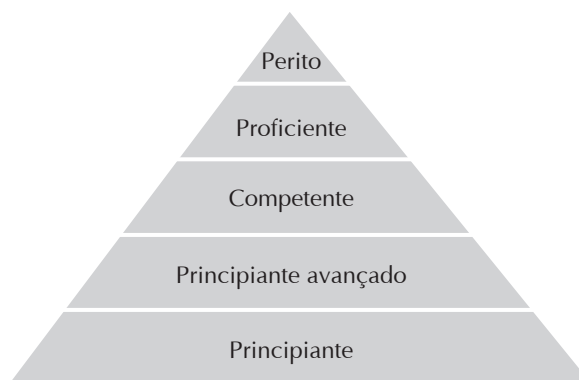 Perito
Proficiente
Competente
Principiante avançado
Principiante